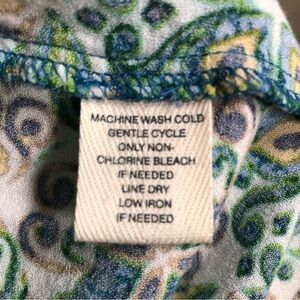 MACHINE WASH COLD
GENTLE CYCLE
ONLY NON-
CHLORINE BLEACH
IF NEEDED
LINE DRY
LOW IRON
IF NEEDED